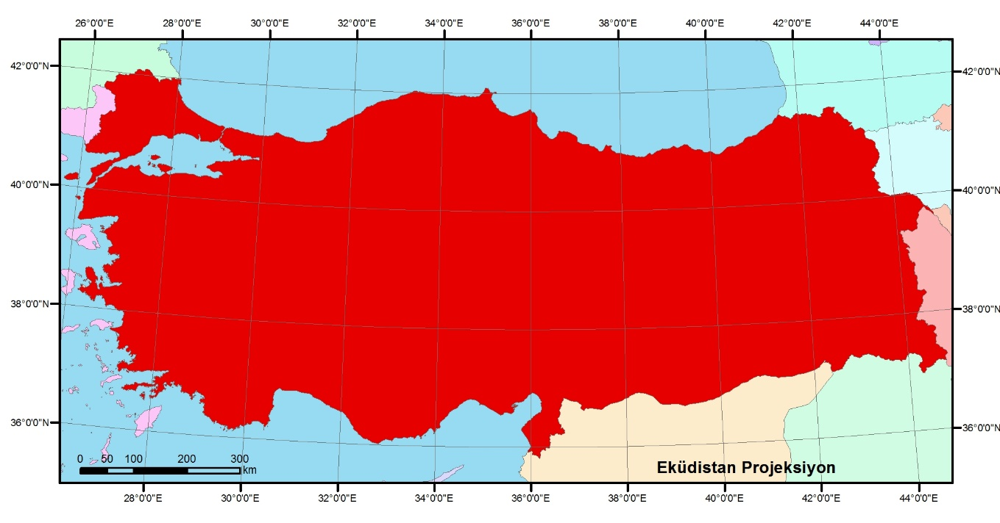 26°0'0"E 28°0'0"E 30°0'0"E 32°0'0"E 34°0'0"E 36°0'0"E 38°0'0"E 40°0'0"E 42°0'0"E 44°0'0"E
42°0'0"N 42°0'0"N
40°0'0"N 40°0'0"N
38°0'0"N 38°0'0"N
36°0'0"N 36°0'0"N
0 50 100 200 300
km
Eküdistan Projeksiyon
28°0'0"E 30°0'0"E 32°0'0"E 34°0'0"E 36°0'0"E 38°0'0"E 40°0'0"E 42°0'0"E 44°0'0"E